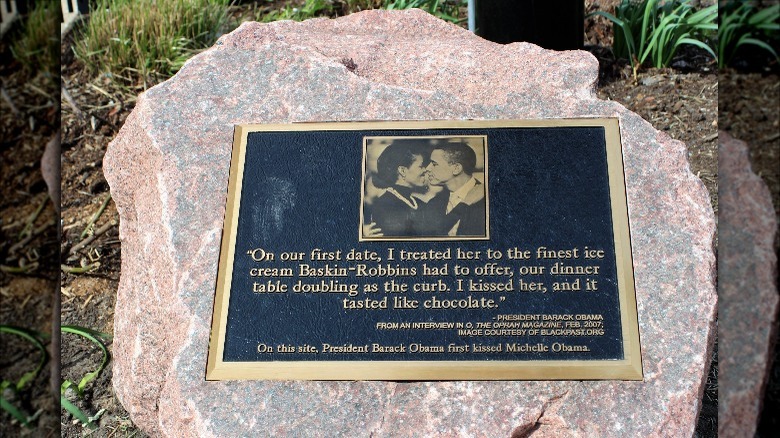 "On our first date, I treated her to the finest ice
cream Baskin-Robbins had to offer, our dinner
table doubling as the curb. I kissed her, and it
tasted like chocolate."
- PRESIDENT BARACK OBAMA
FROM AN INTERVIEW IN O, THE OPRAH MAGAZINE, FEB. 2007;
IMAGE COURTESY OF BLACKPAST.ORG
On this site, President Barack Obama first kissed Michelle Obama.